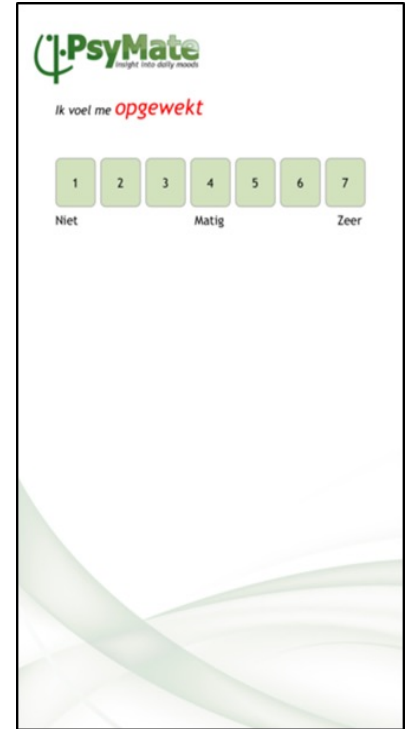 PsyMate
Insight into daily moods
Ik voel me opgewekt
1 2 3 4 5 6 7
Niet Matig Zeer